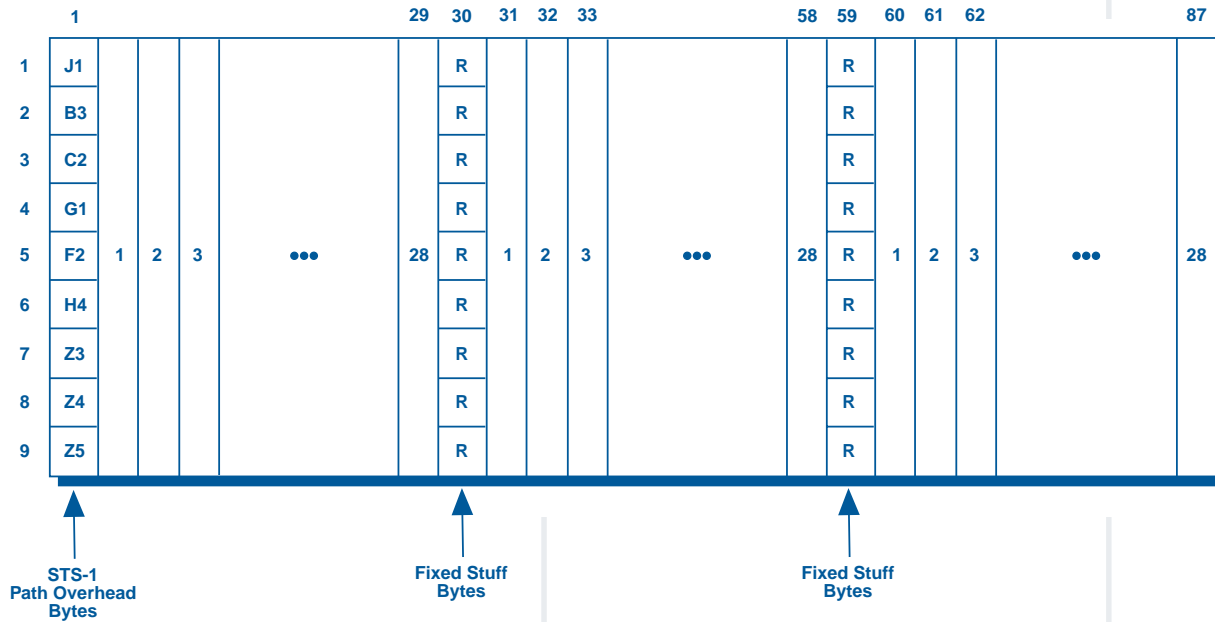 1 29 30 31 32 33 58 59 60 61 62 87
1 J1 R R
2 B3 R R
3 C2 R R
4 G1 R R
5 F2 1 2 3 ••• 28 R 1 2 3 ••• 28 R 1 2 3 ••• 28
6 H4 R R
7 Z3 R R
8 Z4 R R
9 Z5 R R
STS-1
Path Overhead
Bytes
Fixed Stuff
Bytes
Fixed Stuff
Bytes